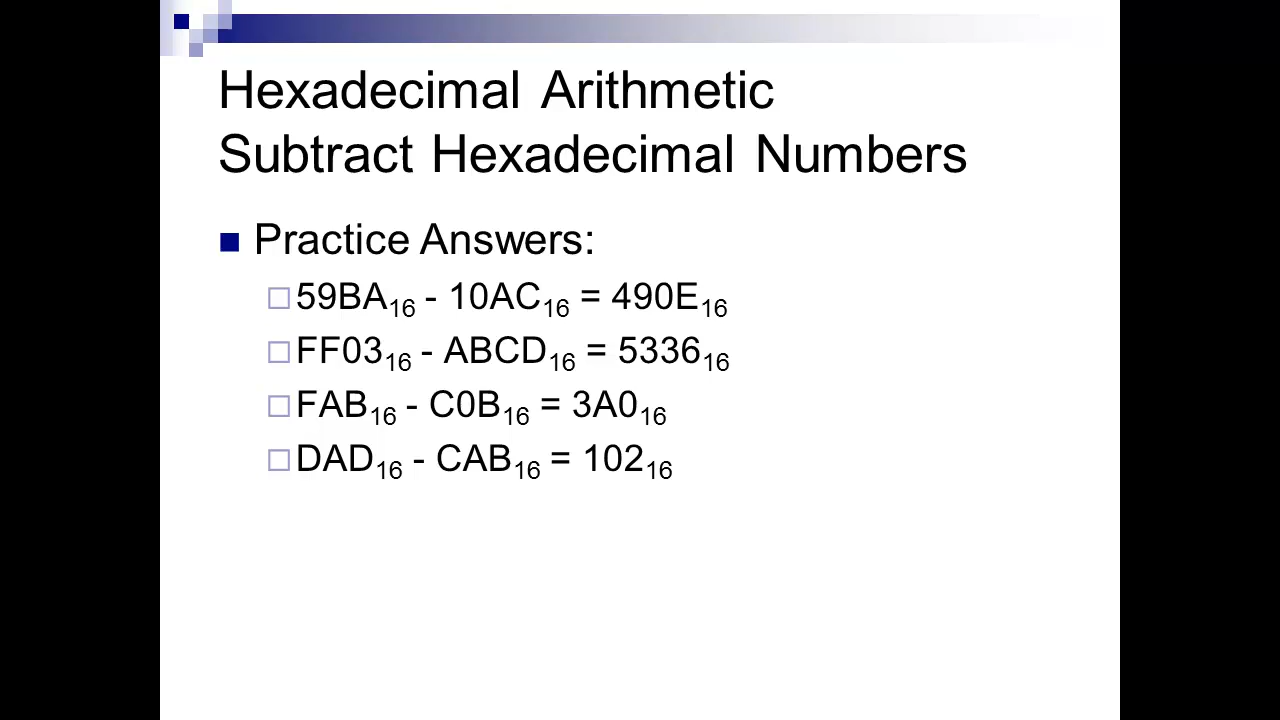 Hexadecimal Arithmetic
Subtract Hexadecimal Numbers
Practice Answers:
59BA₁₆ - 10AC₁₆ = 490E₁₆
FF03₁₆ - ABCD₁₆ = 5336₁₆
FAB₁₆ - C0B₁₆ = 3A0₁₆
DAD₁₆ - CAB₁₆ = 102₁₆